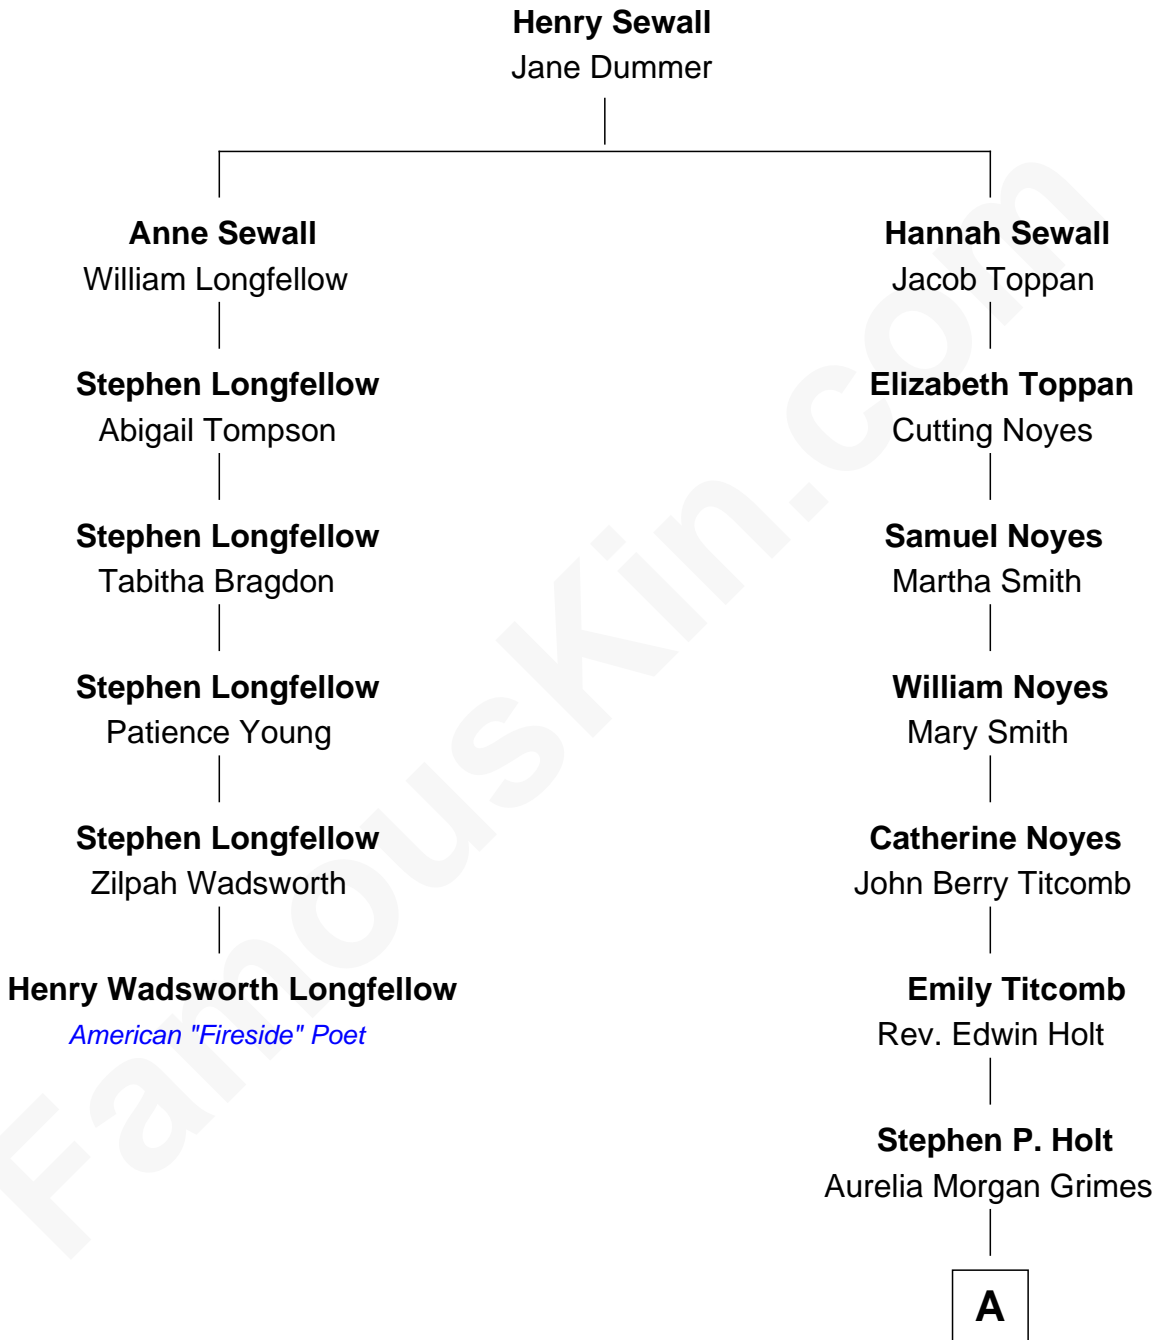 Henry Sewall
Jane Dummer
Anne Sewall
William Longfellow
Hannah Sewall
Jacob Toppan
Stephen Longfellow
Abigail Tompson
Elizabeth Toppan
Cutting Noyes
Stephen Longfellow
Tabitha Bragdon
Samuel Noyes
Martha Smith
Stephen Longfellow
Patience Young
William Noyes
Mary Smith
Stephen Longfellow
Zilpah Wadsworth
Catherine Noyes
John Berry Titcomb
Henry Wadsworth Longfellow
American "Fireside" Poet
Emily Titcomb
Rev. Edwin Holt
Stephen P. Holt
Aurelia Morgan Grimes
A
FamousKin.com